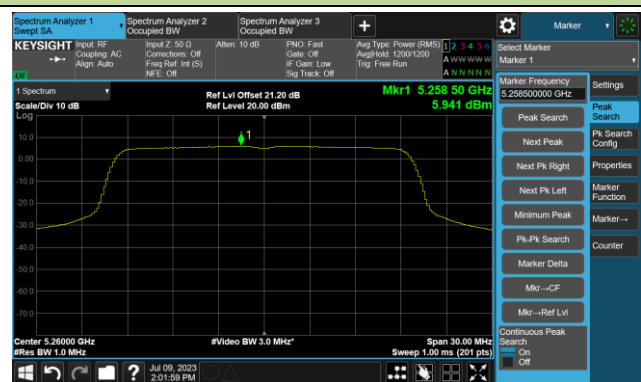 Spectrum Analyzer 1
Swept SA
Spectrum Analyzer 2
Occupied BW
Spectrum Analyzer 3
Occupied BW
Marker
KEYSIGHT
Input: RF
Coupling: AC
Align: Auto
Input Z: 50 Ω
Corrections: Off
Freq Ref: Int (S)
NFE: Off
Atten: 10 dB
PNO: Fast
Gate: Off
IF Gain: Low
Sig Track: Off
Avg Type: Power (RMS)
Avg|Hold: 1200/1200
Trig: Free Run
1 2 3 4 5 6
A W W W W W
A N N N N N
LV
Select Marker
Marker 1
1 Spectrum
Scale/Div 10 dB
Log
Ref Lvl Offset 21.20 dB
Ref Level 20.00 dBm
Mkr1 5.258 50 GHz
5.941 dBm
1
10.0
0.00
-10.0
-20.0
-30.0
-40.0
-50.0
-60.0
-70.0
Center 5.26000 GHz
#Res BW 1.0 MHz
#Video BW 3.0 MHz*
Span 30.00 MHz
Sweep 1.00 ms (201 pts)
Marker Frequency
5.258500000 GHz
Peak Search
Next Peak
Next Pk Right
Next Pk Left
Minimum Peak
Pk-Pk Search
Marker Delta
Mkr→CF
Mkr→Ref Lvl
Continuous Peak
Search
On
Off
Settings
Peak
Search
Pk Search
Config
Properties
Marker
Function
Marker→
Counter
?
Jul 09, 2023
2:01:59 PM